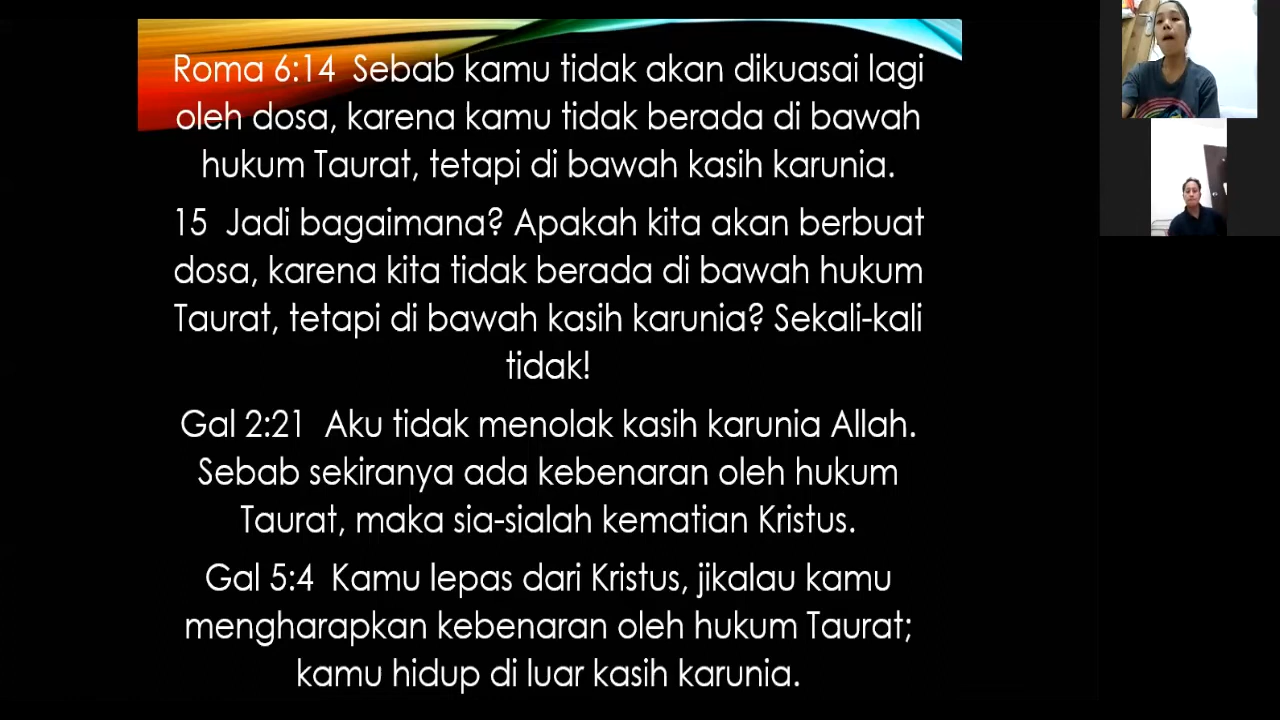 Roma 6:14 Sebab kamu tidak akan dikuasai lagi
oleh dosa, karena kamu tidak berada di bawah
hukum Taurat, tetapi di bawah kasih karunia.
15 Jadi bagaimana? Apakah kita akan berbuat
dosa, karena kita tidak berada di bawah hukum
Taurat, tetapi di bawah kasih karunia? Sekali-kali
tidak!
Gal 2:21 Aku tidak menolak kasih karunia Allah.
Sebab sekiranya ada kebenaran oleh hukum
Taurat, maka sia-sialah kematian Kristus.
Gal 5:4 Kamu lepas dari Kristus, jikalau kamu
mengharapkan kebenaran oleh hukum Taurat;
kamu hidup di luar kasih karunia.